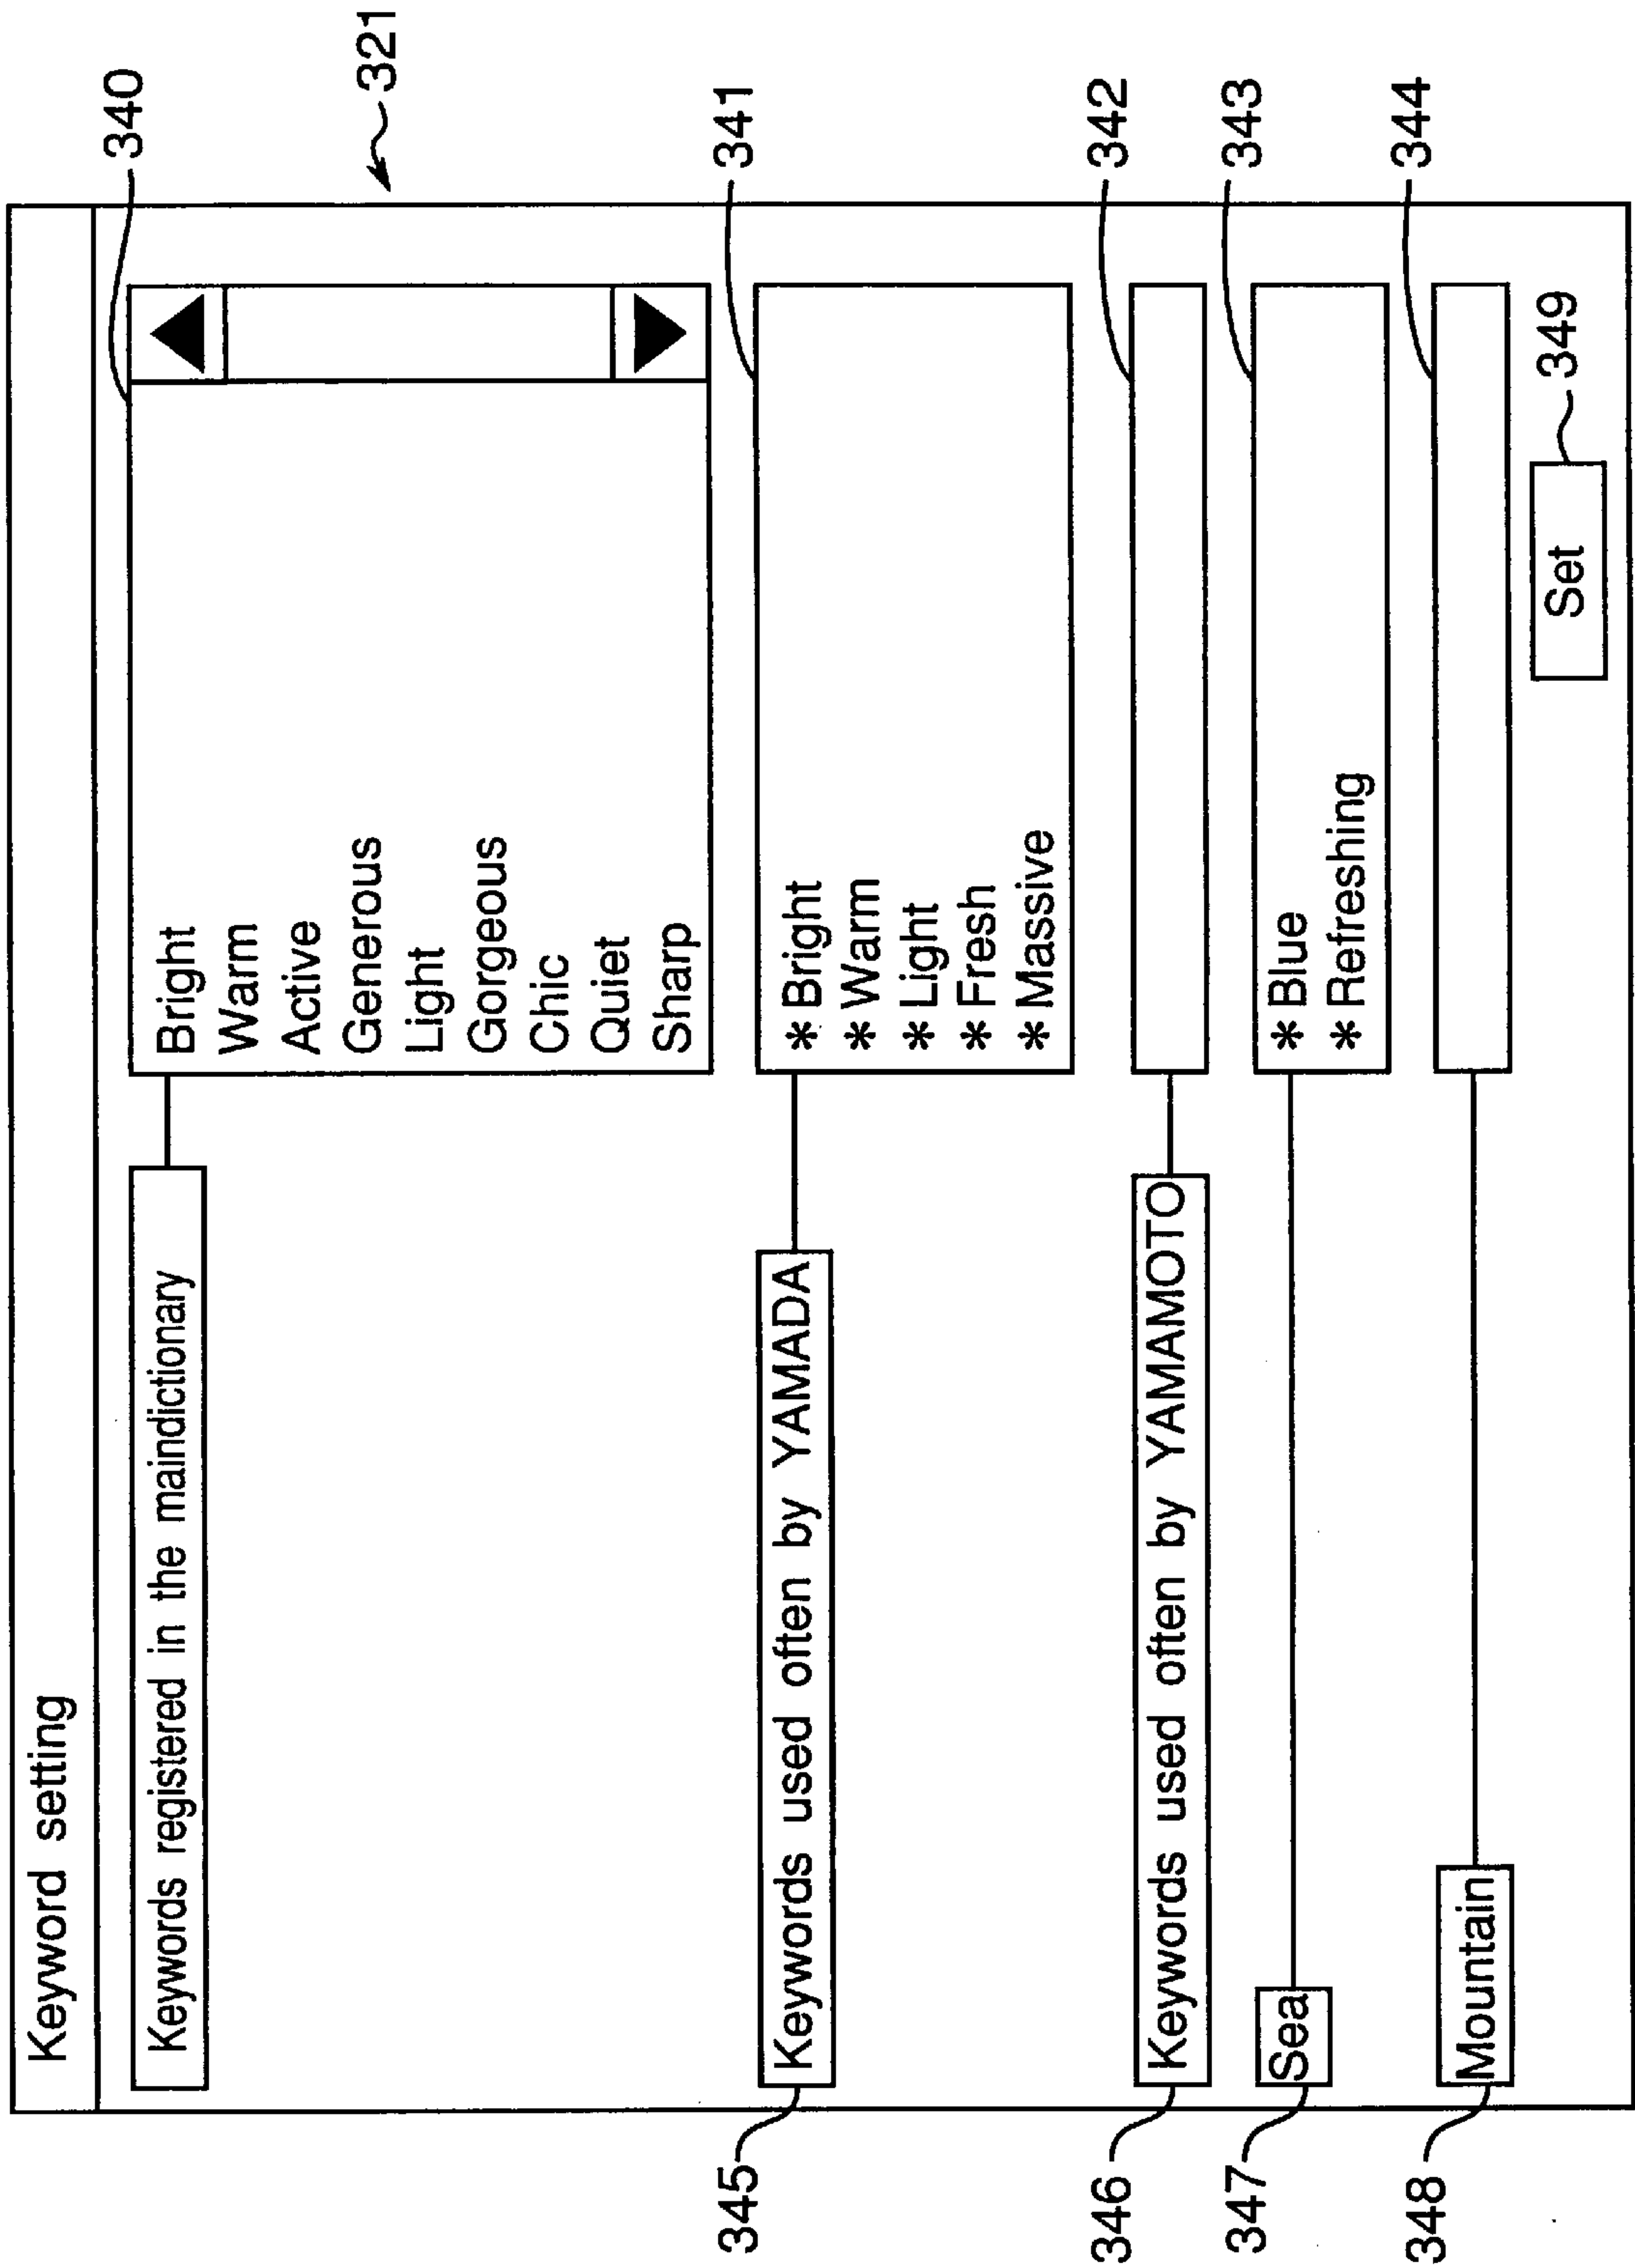 Keyword setting
340
321
Keywords registered in the maindictionary
Bright
Warm
Active
Generous
Light
Gorgeous
Chic
Quiet
Sharp
341
345
Keywords used often by YAMADA
* Bright
* Warm
* Light
* Fresh
* Massive
342
346
Keywords used often by YAMAMOTO
343
347
Sea
* Blue
* Refreshing
344
348
Mountain
Set
349